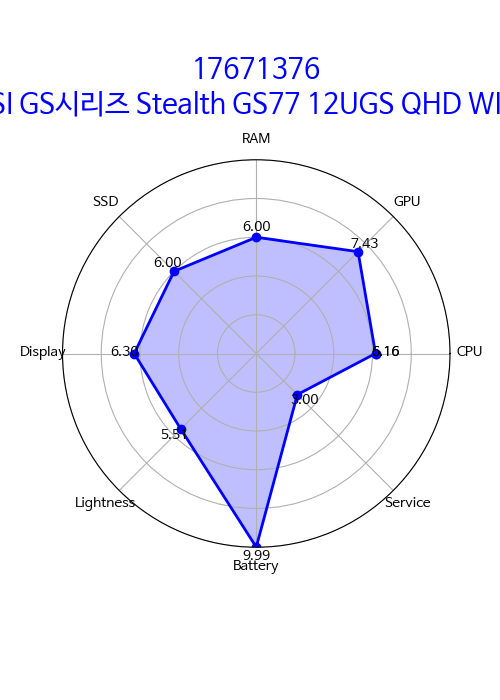 17671376
SI GS시리즈 Stealth GS77 12UGS QHD WI
RAM
SSD
GPU
6.00
7.43
6.00
Display
6.30
6.16
CPU
3.00
5.51
Lightness
Service
9.99
Battery